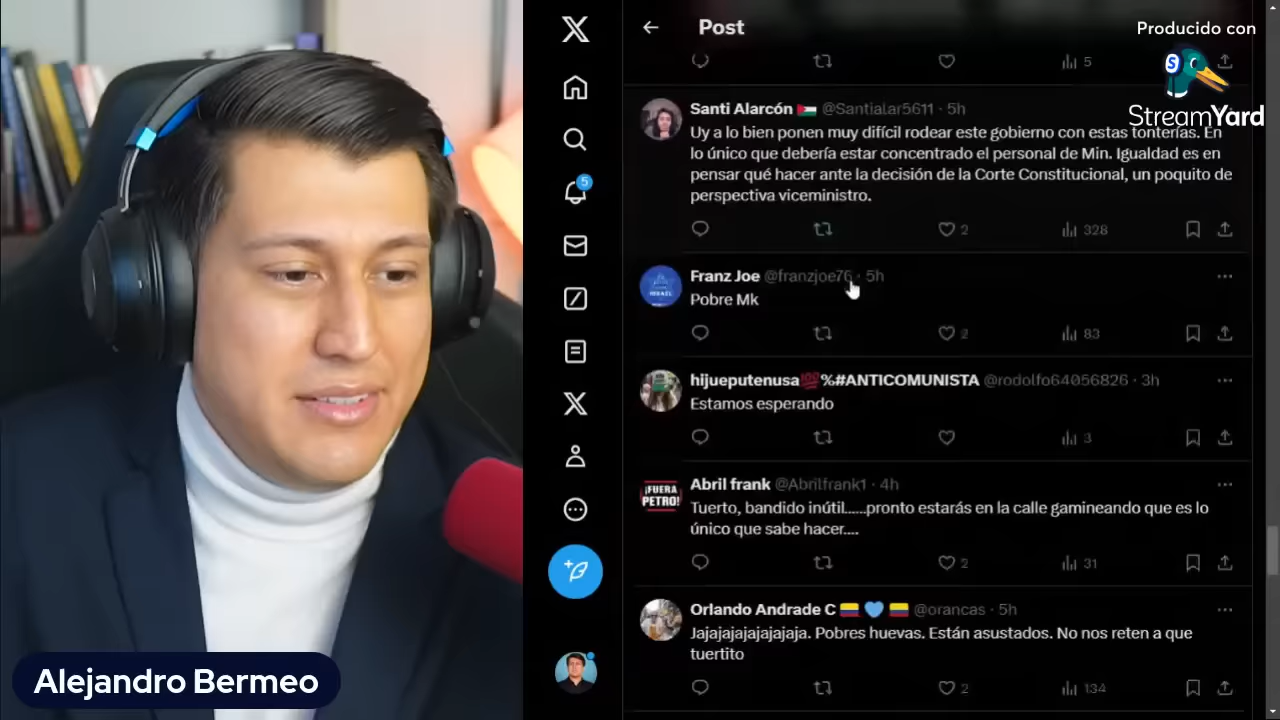 Post
Producido con
StreamYard
5
5
Santi Alarcón 🇵🇸 @Santialar5611 · 5h
Uy a lo bien ponen muy difícil rodear este gobierno con estas tonterías. En
lo único que debería estar concentrado el personal de Min. Igualdad es en
pensar qué hacer ante la decisión de la Corte Constitucional, un poquito de
perspectiva viceministro.
2 328
Franz Joe @franzjoe76 · 5h
Pobre Mk
2 83
hijueputenusa💯%#ANTICOMUNISTA @rodolfo64056826 · 3h
Estamos esperando
3
¡FUERA
PETRO!
Abril frank @Abrilfrank1 · 4h
Tuerto, bandido inútil......pronto estarás en la calle gamineando que es lo
único que sabe hacer....
2 31
Orlando Andrade C 🇨🇴 🩵 🇨🇴 @orancas · 5h
Jajajajajajajajaja. Pobres huevas. Están asustados. No nos reten a que
tuertito
2 134
Alejandro Bermeo